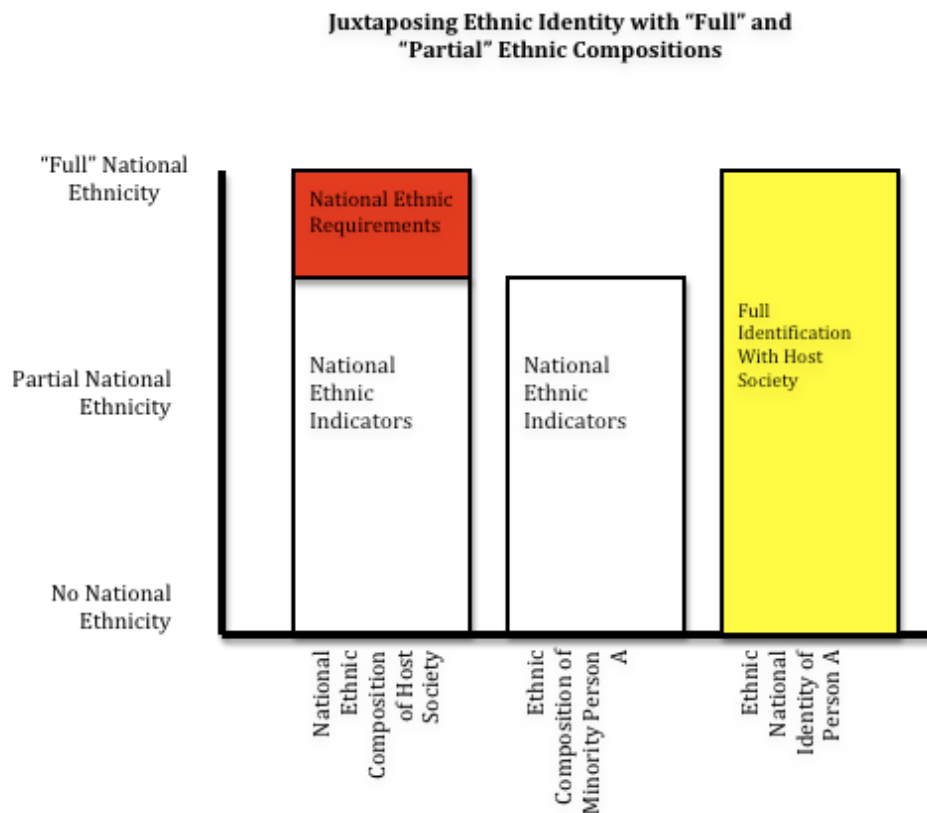 Juxtaposing Ethnic Identity with “Full” and
“Partial” Ethnic Compositions
“Full” National
Ethnicity
Partial National
Ethnicity
No National
Ethnicity
National Ethnic
Requirements
National
Ethnic
Indicators
National
Ethnic
Indicators
Full
Identification
With Host
Society
National
Ethnic
Composition
of Host
Society
Ethnic
Composition of
Minority Person
A
Ethnic
National
Identity of
Person A